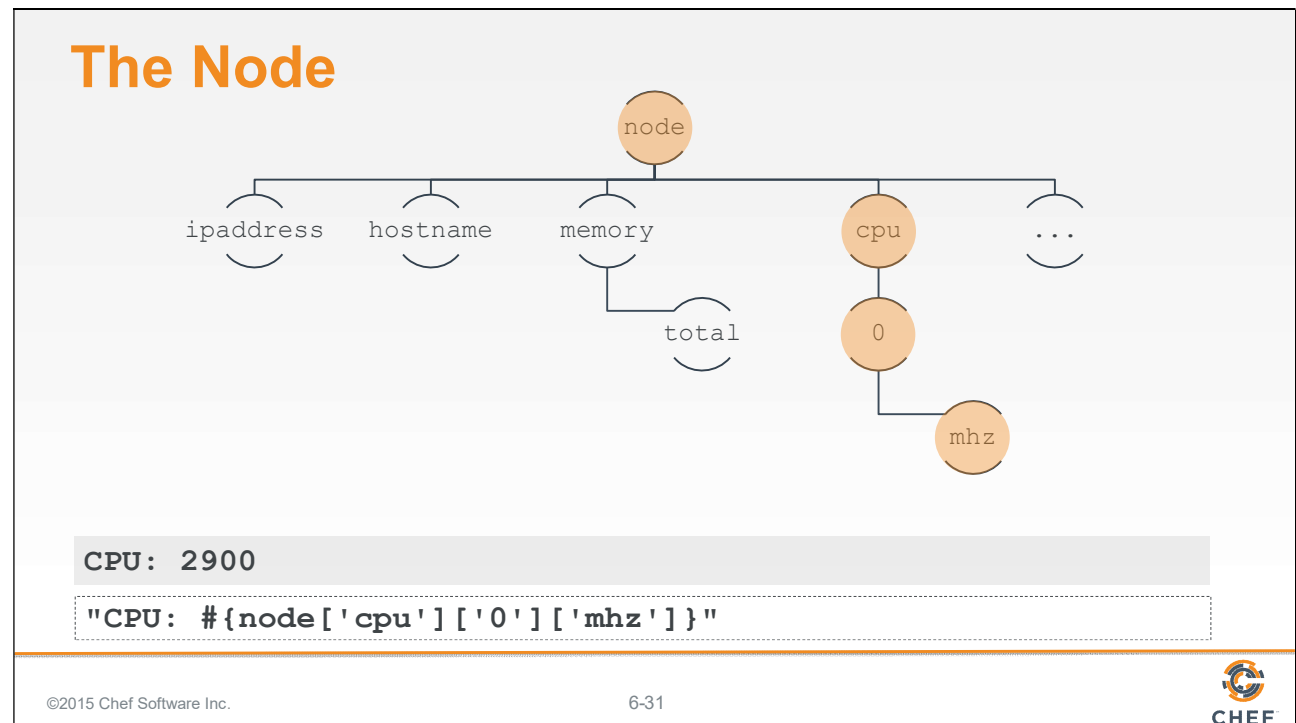 The Node
node
ipaddress hostname memory cpu ...
total 0
mhz
CPU: 2900
"CPU: #{node['cpu']['0']['mhz']}"
©2015 Chef Software Inc. 6-31
CHEF